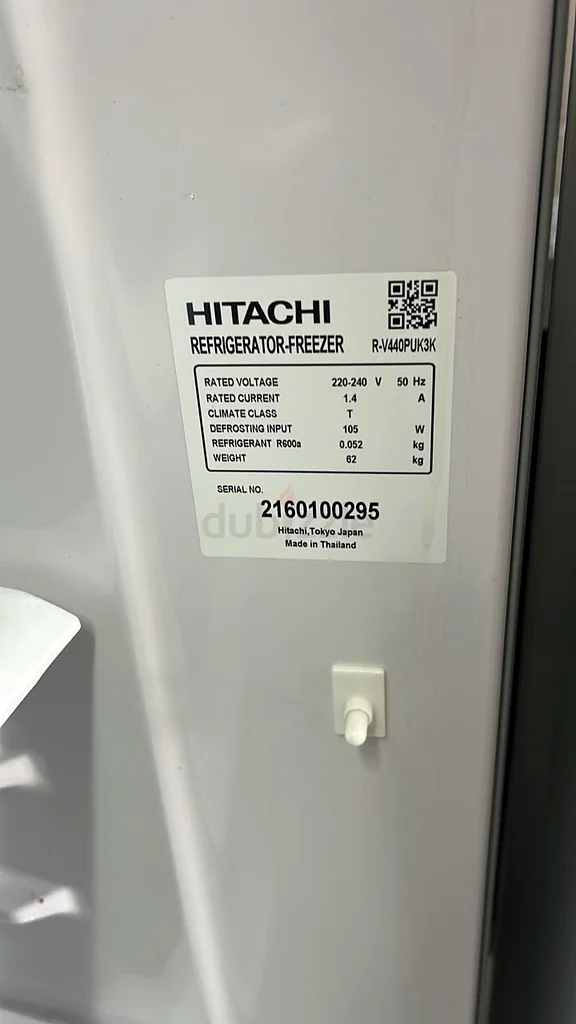 HITACHI
REFRIGERATOR-FREEZER R-V440PUK3K
RATED VOLTAGE 220-240 V 50 Hz
RATED CURRENT 1.4 A
CLIMATE CLASS T
DEFROSTING INPUT 105 W
REFRIGERANT R600a 0.052 kg
WEIGHT 62 kg
SERIAL NO.
2160100295
dubizzle
Hitachi,Tokyo Japan
Made in Thailand